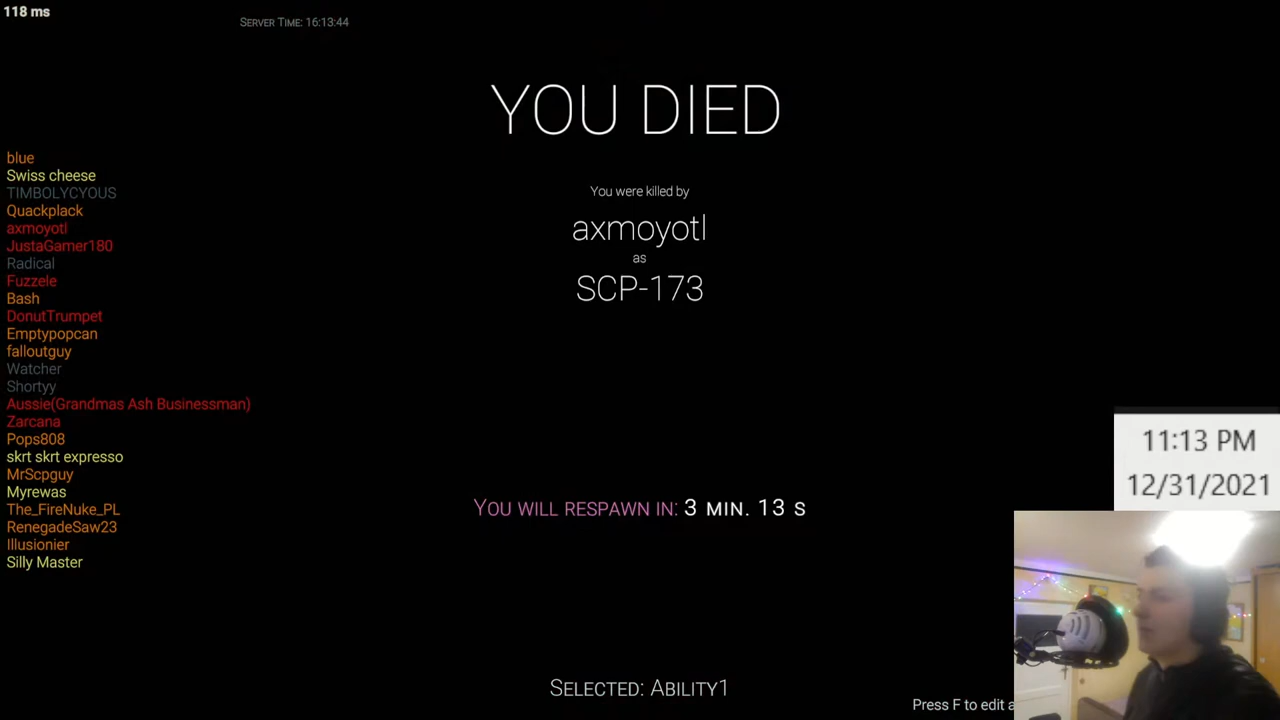 118 ms
SERVER TIME: 16:13:44
YOU DIED
You were killed by
axmoyotl
as
SCP-173
blue
Swiss cheese
TIMBOLYCYOUS
Quackplack
axmoyotl
JustaGamer180
Radical
Fuzzele
Bash
DonutTrumpet
Emptypopcan
falloutguy
Watcher
Shortyy
Aussie(Grandmas Ash Businessman)
Zarcana
Pops808
skrt skrt expresso
MrScpguy
Myrewas
The_FireNuke_PL
RenegadeSaw23
Illusionier
Silly Master
YOU WILL RESPAWN IN: 3 MIN. 13 S
11:13 PM
12/31/2021
SELECTED: ABILITY1
Press F to edit a